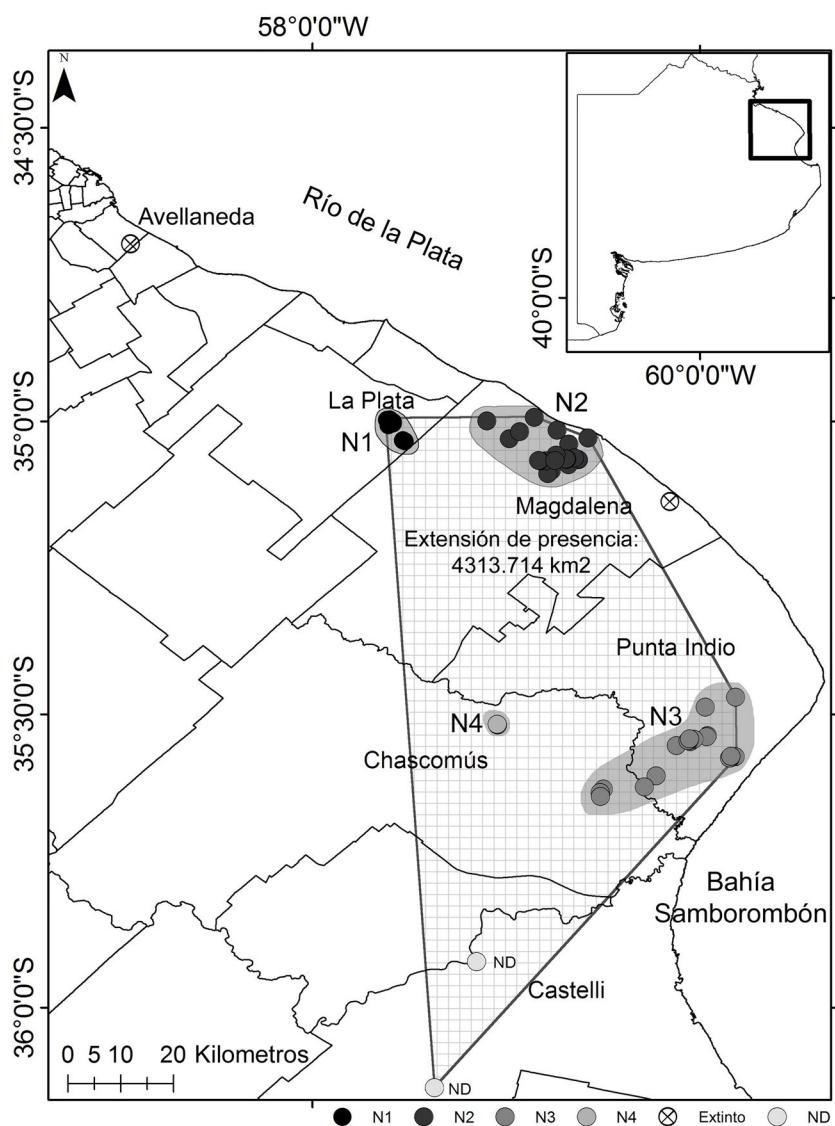 58°0'0"W
N
34°30'0"S
Avellaneda
Río de la Plata
40°0'0"S
60°0'0"W
La Plata
N2
35°0'0"S
N1
Magdalena
Extensión de presencia:
4313.714 km2
Punta Indio
35°30'0"S
N4
N3
Chascomús
Bahía
Samborombón
ND
Castelli
36°0'0"S
0 5 10 20 Kilometros
ND
N1 N2 N3 N4 Extinto ND